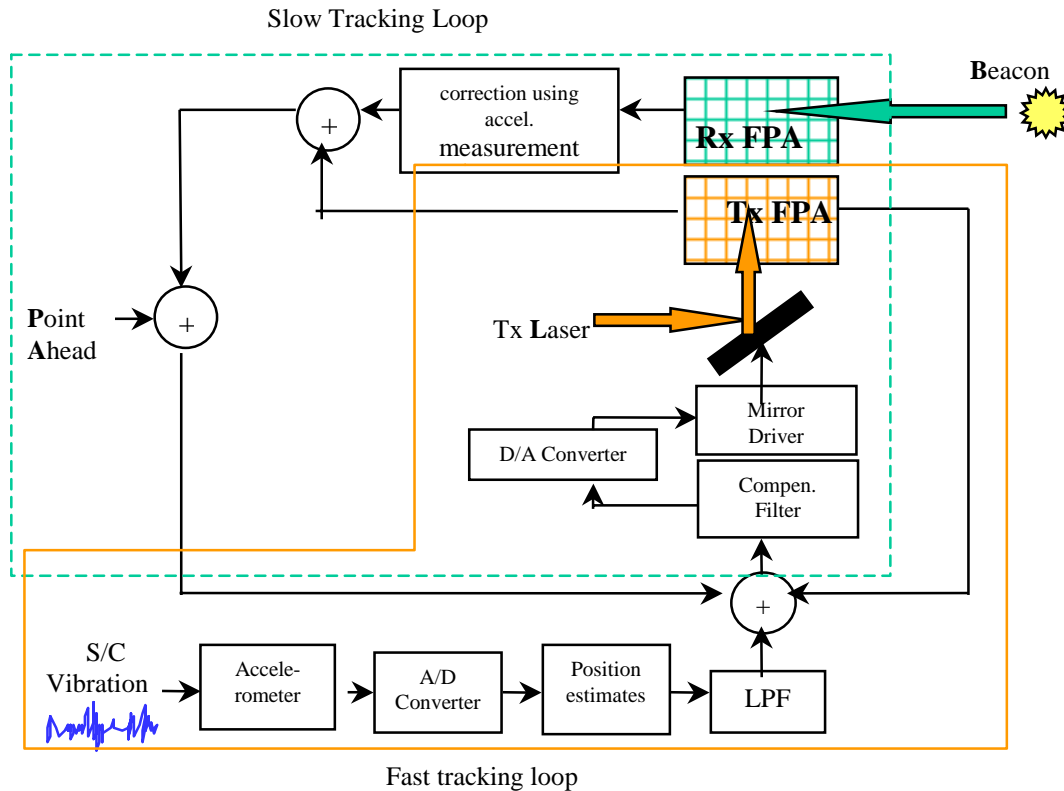 Slow Tracking Loop
Beacon
correction using
accel.
measurement
+
Rx FPA
Tx FPA
Point
Ahead
+
Tx Laser
Mirror
Driver
D/A Converter
Compen.
Filter
+
S/C
Vibration
Accele-
rometer
A/D
Converter
Position
estimates
LPF
Fast tracking loop